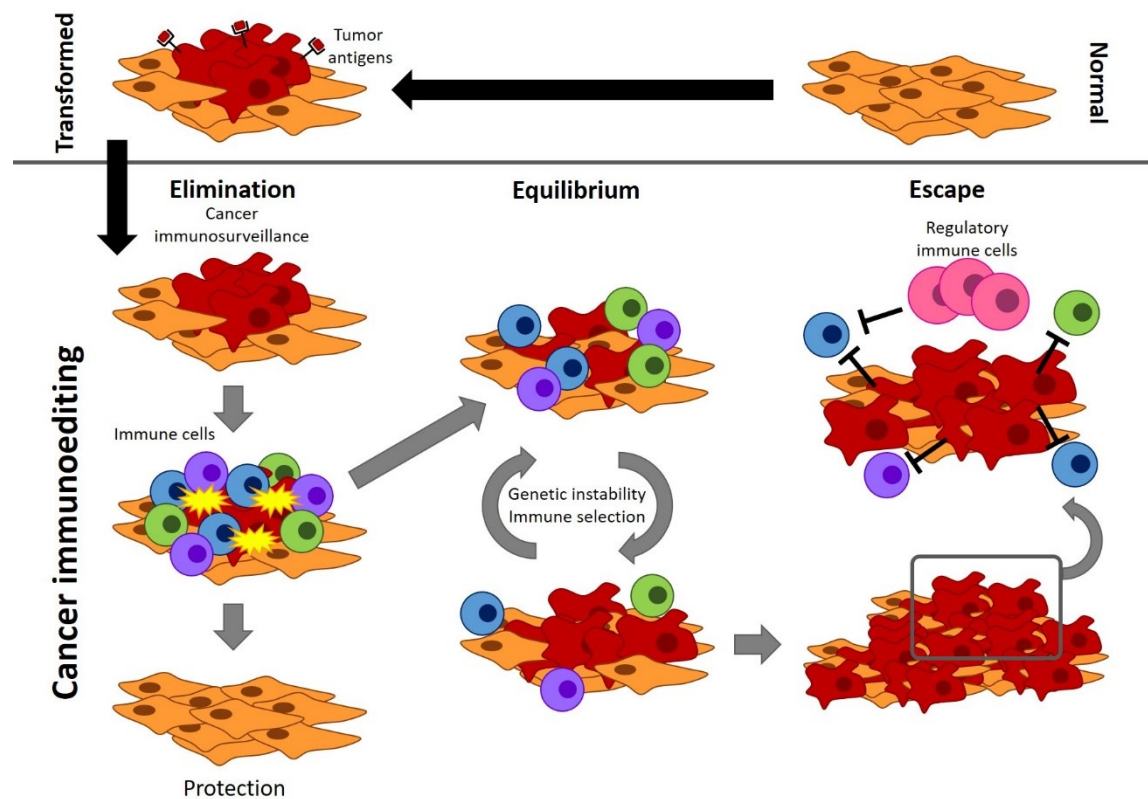 Transformed
Tumor
antigens
Normal
Cancer immunoediting
Elimination
Cancer
immunosurveillance
Immune cells
Protection
Equilibrium
Genetic instability
Immune selection
Escape
Regulatory
immune cells